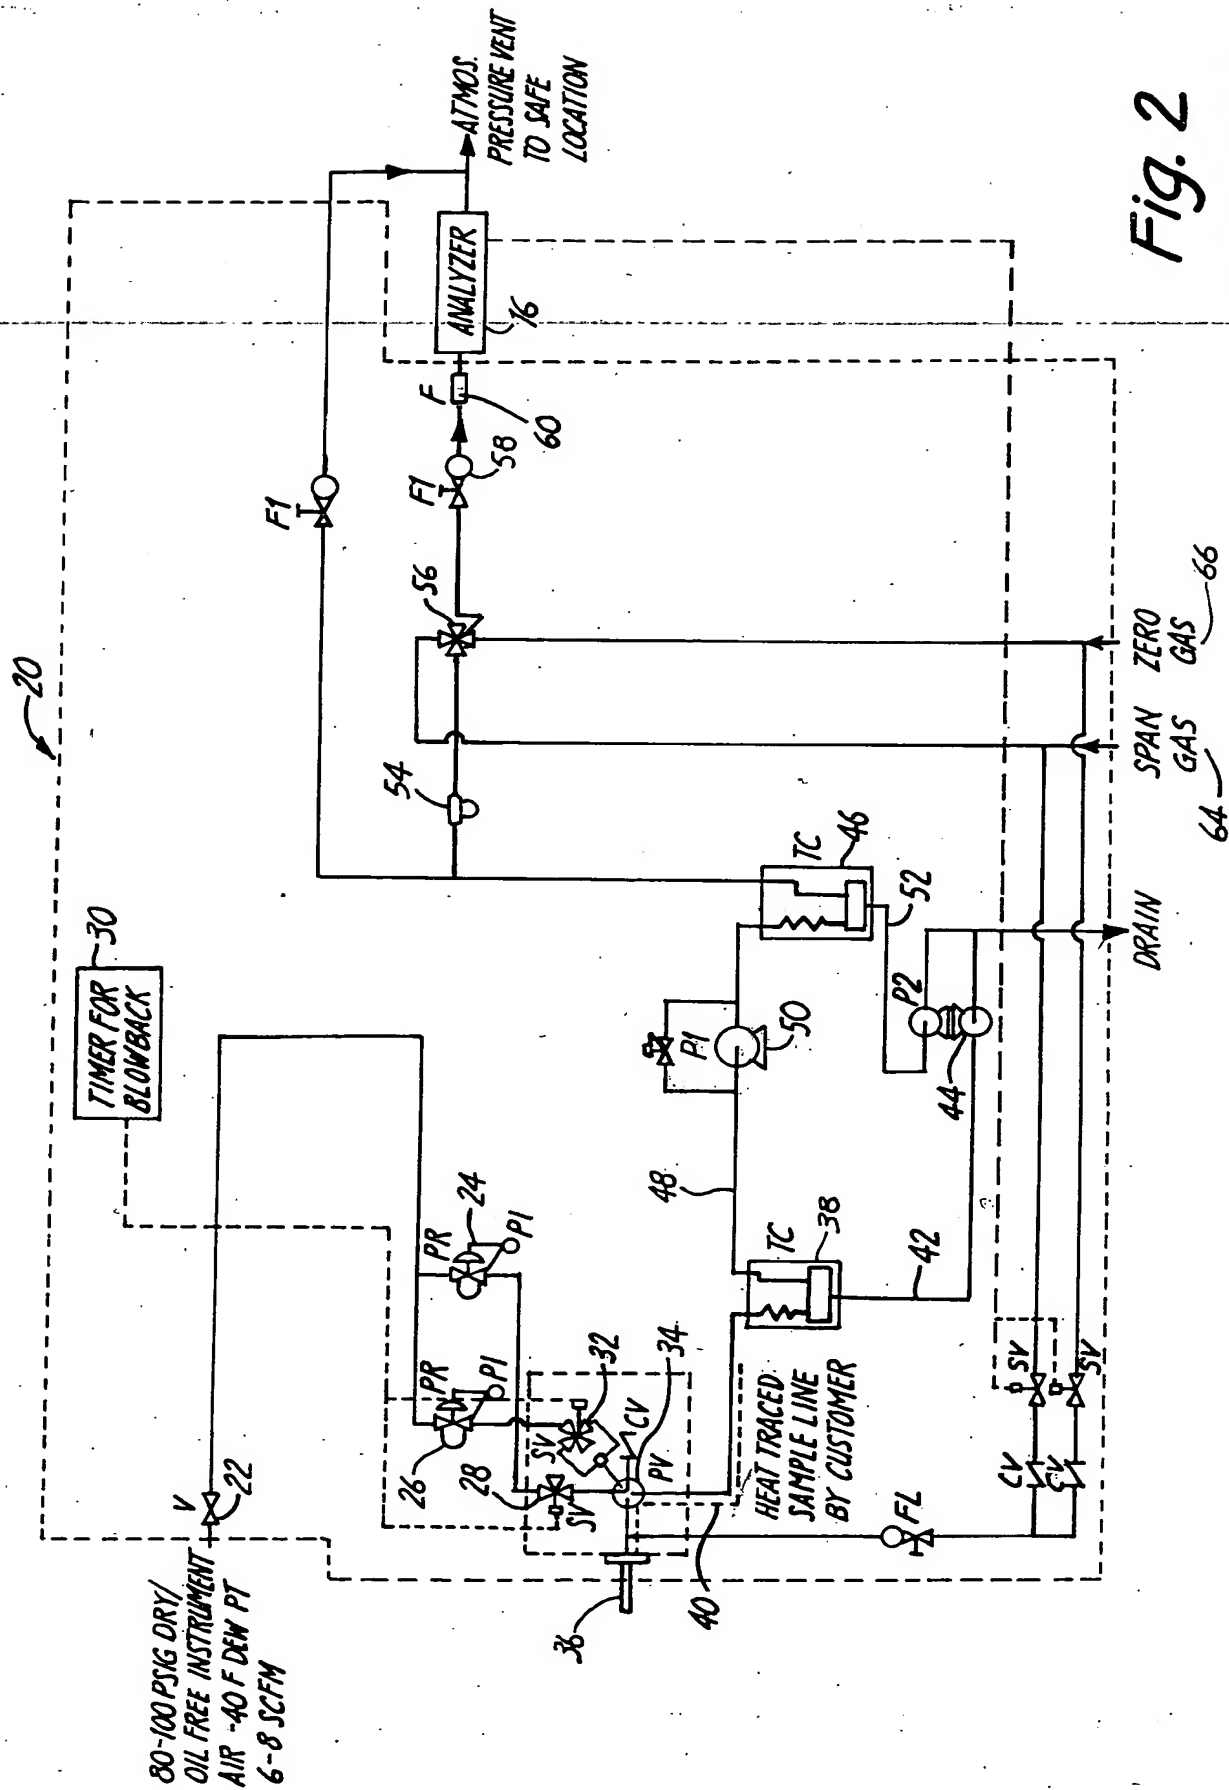 20
TIMER FOR
BLOWBACK
30
80-100 PSIG DRY/
OIL FREE INSTRUMENT
AIR -40 F DEW PT
6-8 SCFM
V
22
PR
24
PI
PR
26
PI
28
SV
SV
32
34
CV
PV
36
40
HEAT TRACED
SAMPLE LINE
BY CUSTOMER
TC
38
42
48
P1
50
TC
46
52
P2
44
DRAIN
54
56
F1
F1
58
F
60
ANALYZER
16
ATMOS.
PRESSURE VENT
TO SAFE
LOCATION
FL
CV
CV
SV
SV
SPAN
GAS
64
ZERO
GAS
66
Fig. 2